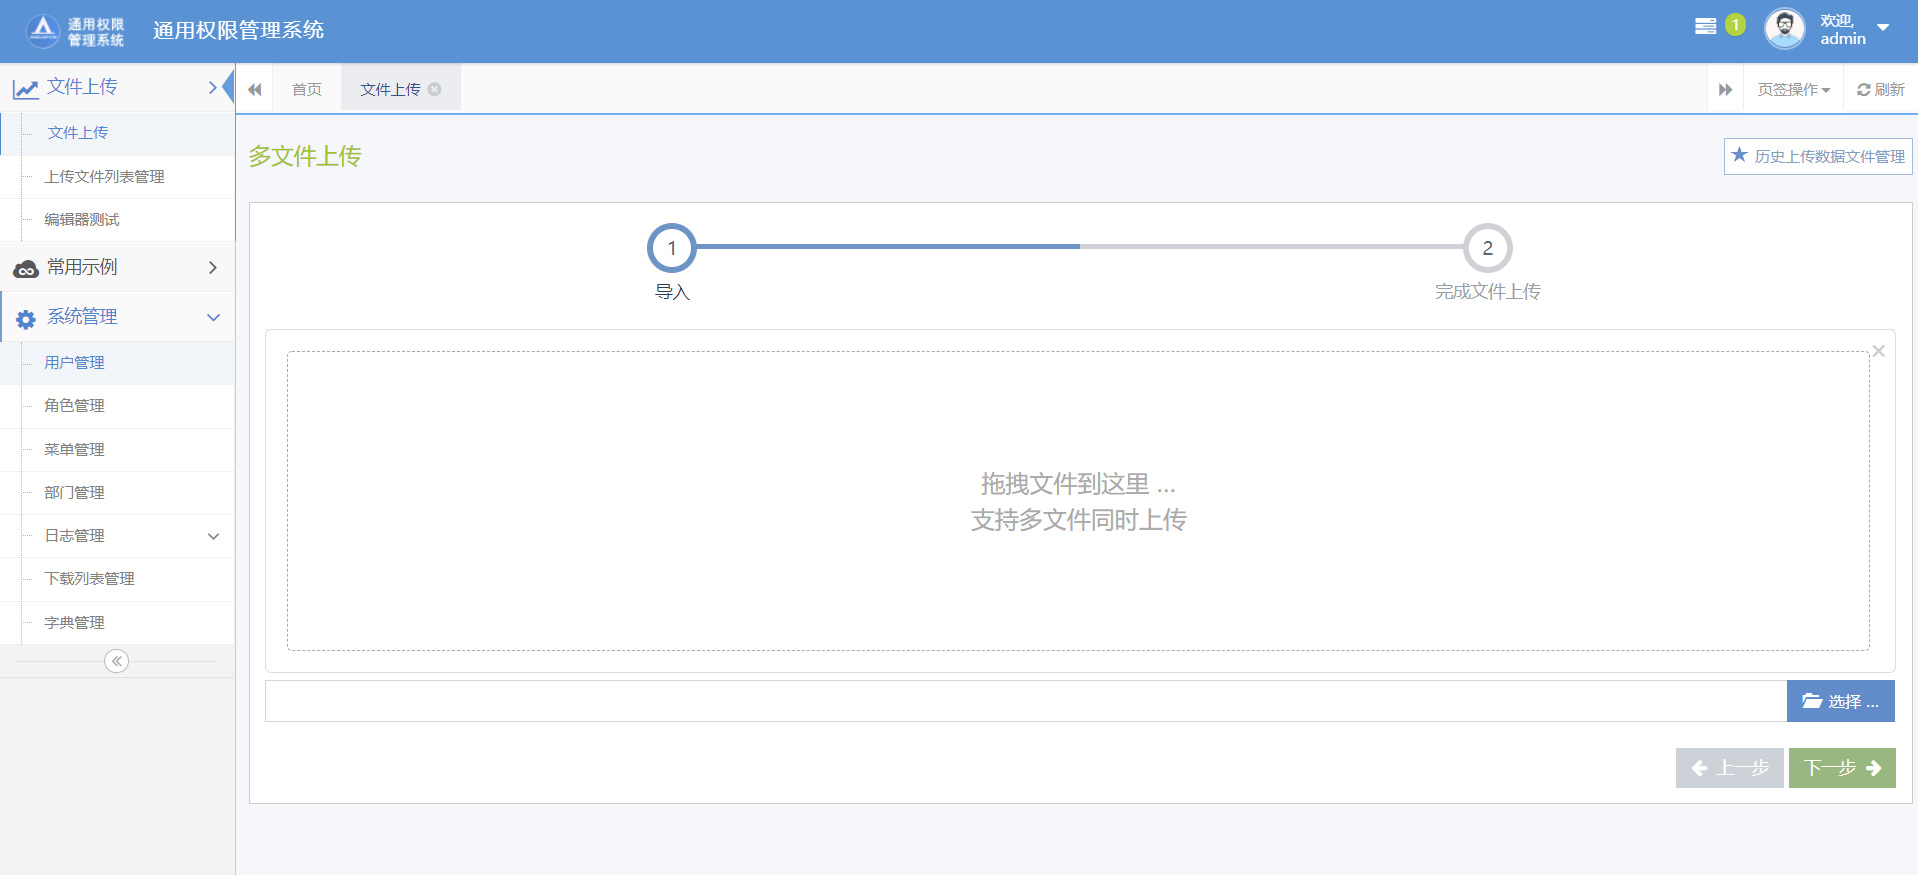 通用权限
管理系统
通用权限管理系统
1
欢迎,
admin
文件上传
文件上传
上传文件列表管理
编辑器测试
常用示例
系统管理
用户管理
角色管理
菜单管理
部门管理
日志管理
下载列表管理
字典管理
首页
文件上传
页签操作
刷新
多文件上传
历史上传数据文件管理
1
导入
2
完成文件上传
拖拽文件到这里 ...
支持多文件同时上传
选择 ...
上一步
下一步